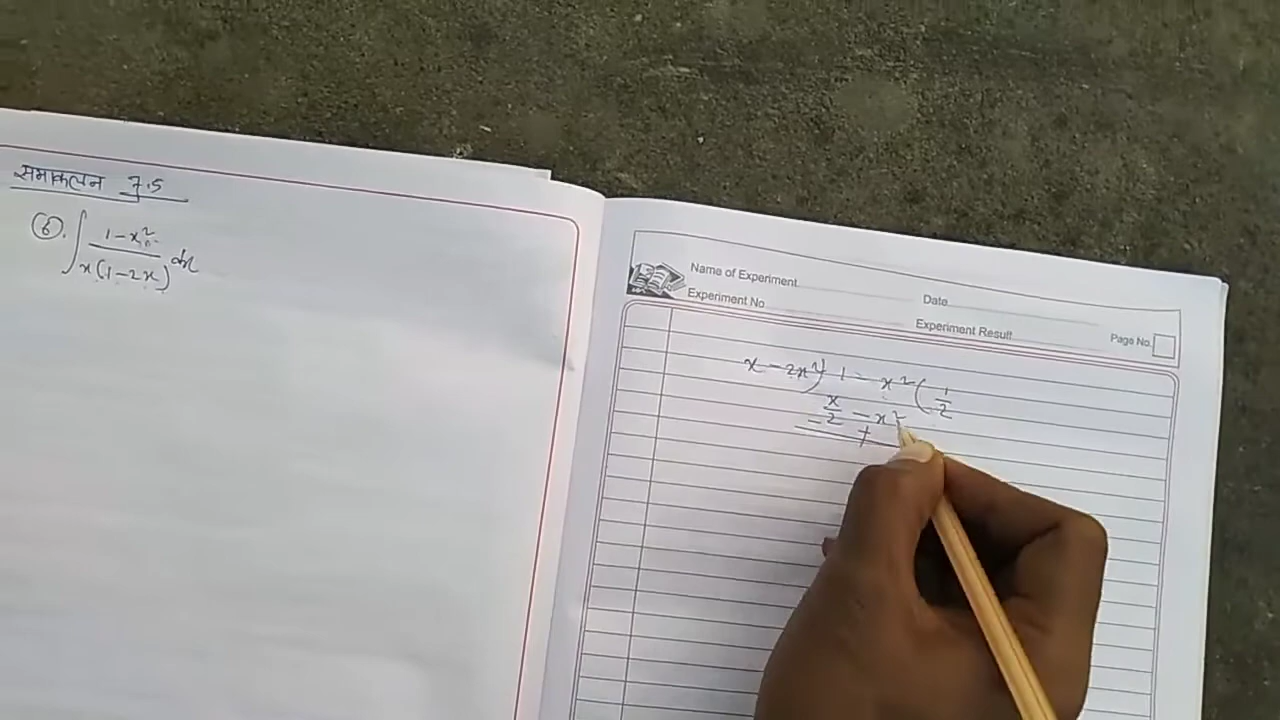 समाकलन 7.5
⑥. ∫ 1-x² / x(1-2x) dx
Name of Experiment
Date
Experiment No
Experiment Result
Page No.
x - 2x²) 1 - x² ( 1/2
x/2 - x²
- +